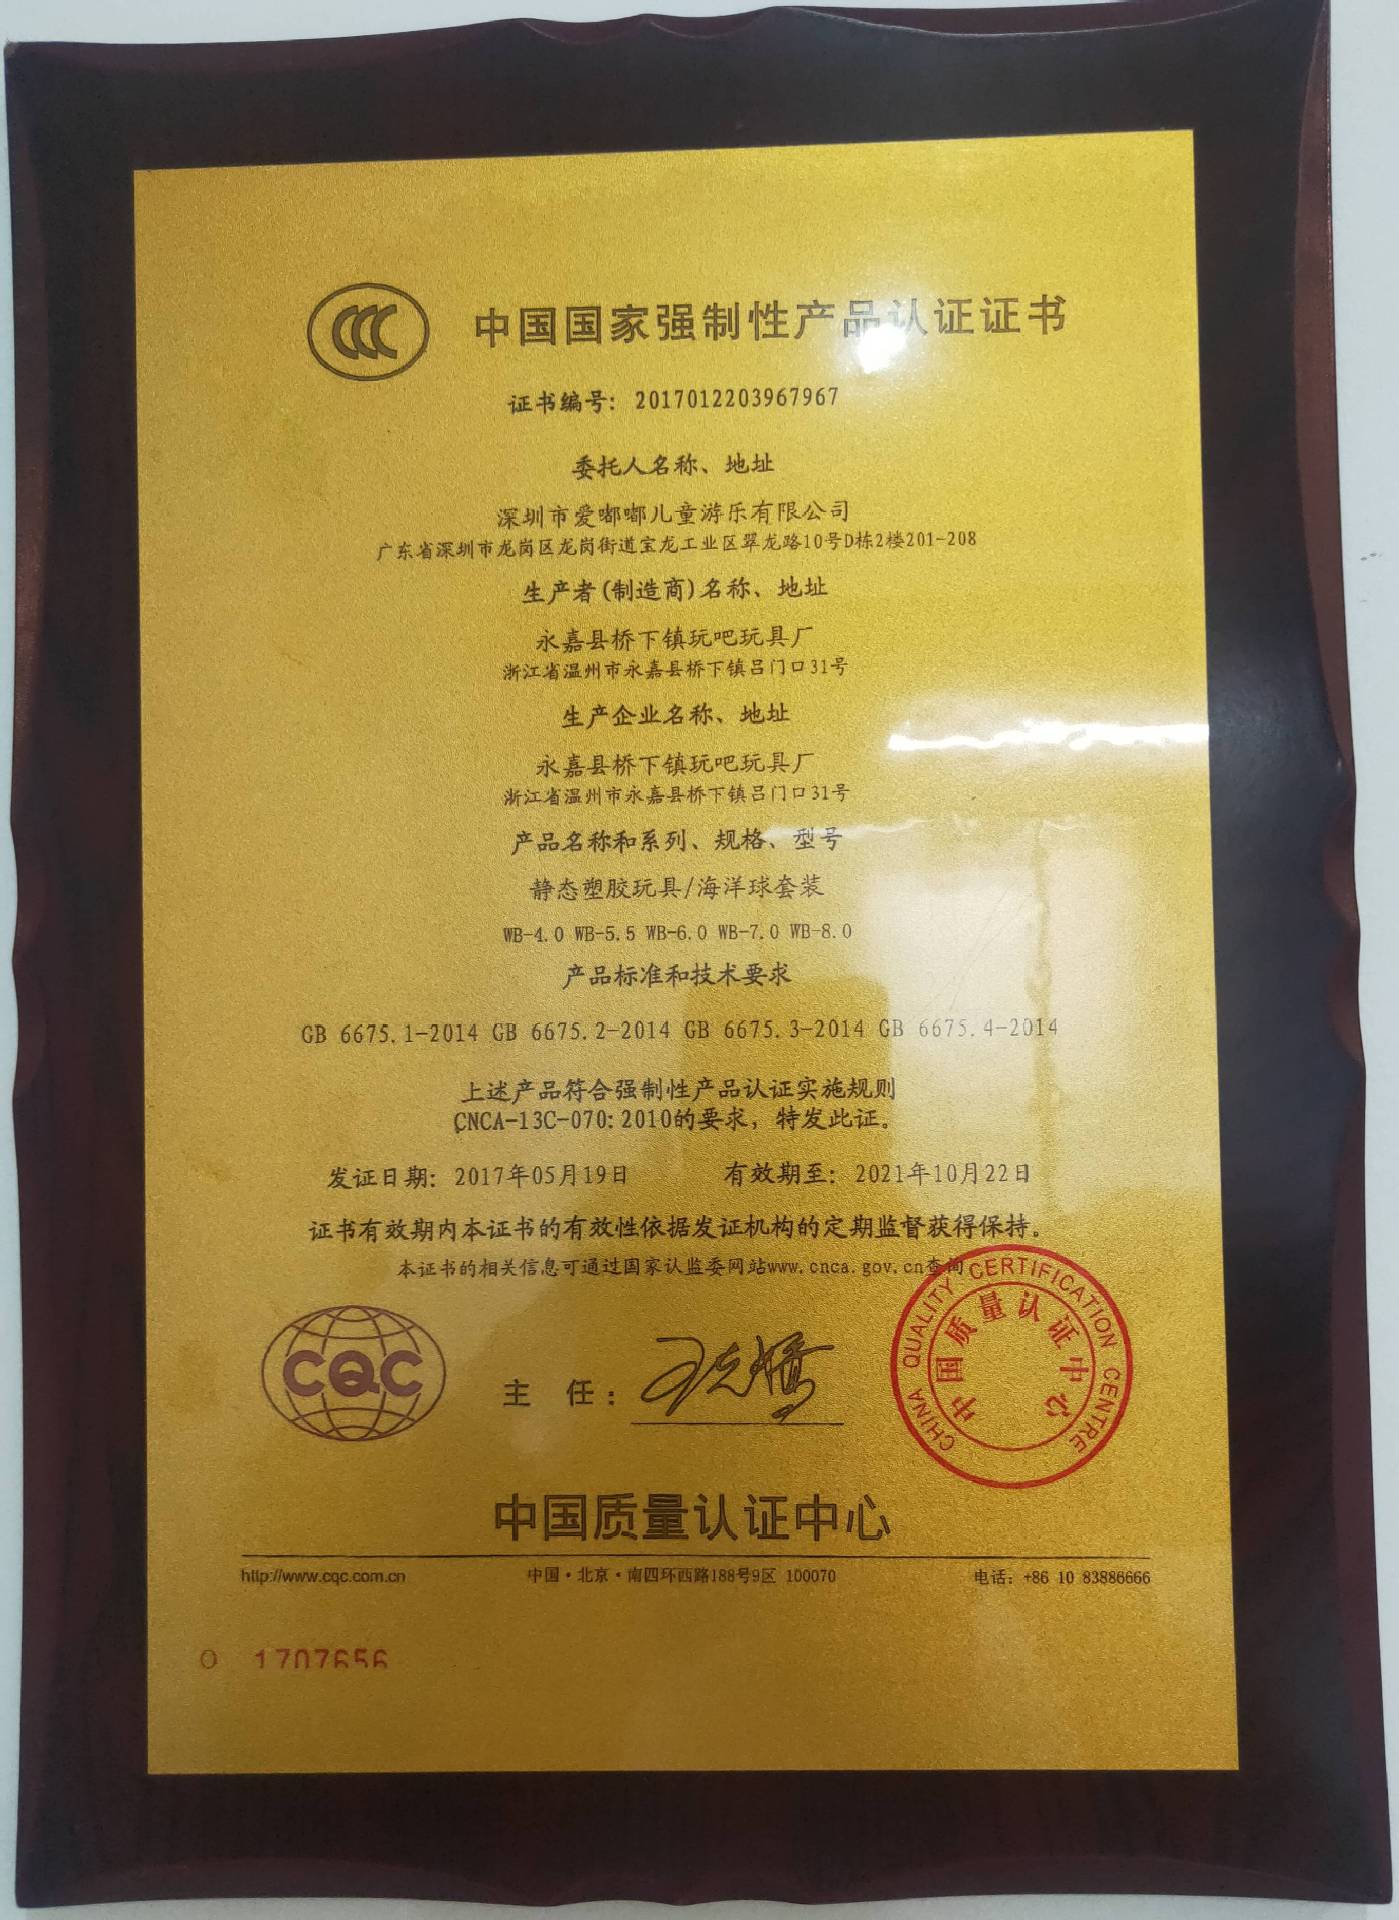 中国国家强制性产品认证证书
证书编号: 2017012203967967
委托人名称、地址
深圳市爱嘟嘟儿童游乐有限公司
广东省深圳市龙岗区龙岗街道宝龙工业区翠龙路10号D栋2楼201-208
生产者(制造商)名称、地址
永嘉县桥下镇玩吧玩具厂
浙江省温州市永嘉县桥下镇吕门口31号
生产企业名称、地址
永嘉县桥下镇玩吧玩具厂
浙江省温州市永嘉县桥下镇吕门口31号
产品名称和系列、规格、型号
静态塑胶玩具/海洋球套装
WB-4.0 WB-5.5 WB-6.0 WB-7.0 WB-8.0
产品标准和技术要求
GB 6675.1-2014 GB 6675.2-2014 GB 6675.3-2014 GB 6675.4-2014
上述产品符合强制性产品认证实施规则
CNCA-13C-070:2010的要求，特发此证。
发证日期: 2017年05月19日 有效期至: 2021年10月22日
证书有效期内本证书的有效性依据发证机构的定期监督获得保持。
本证书的相关信息可通过国家认监委网站www.cnca.gov.cn查询
CQC
主 任：
CHINA QUALITY CERTIFICATION CENTRE
中国质量认证中心
中国质量认证中心
http://www.cqc.com.cn 中国·北京·南四环西路188号9区 100070 电话：+86 10 83886666
O 1707656